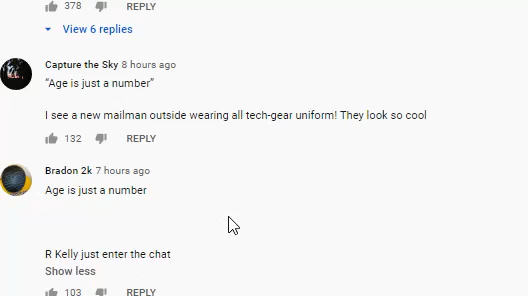 378 REPLY
View 6 replies
Capture the Sky 8 hours ago
“Age is just a number”
I see a new mailman outside wearing all tech-gear uniform! They look so cool
132 REPLY
Bradon 2k 7 hours ago
Age is just a number
R Kelly just enter the chat
Show less
103 REPLY